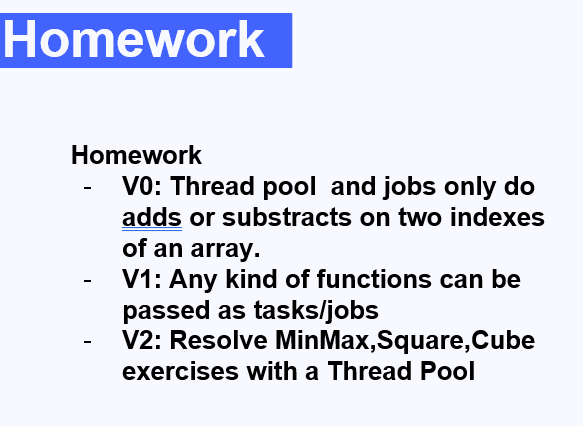 Homework
Homework
- V0: Thread pool and jobs only do
adds or substracts on two indexes
of an array.
- V1: Any kind of functions can be
passed as tasks/jobs
- V2: Resolve MinMax,Square,Cube
exercises with a Thread Pool